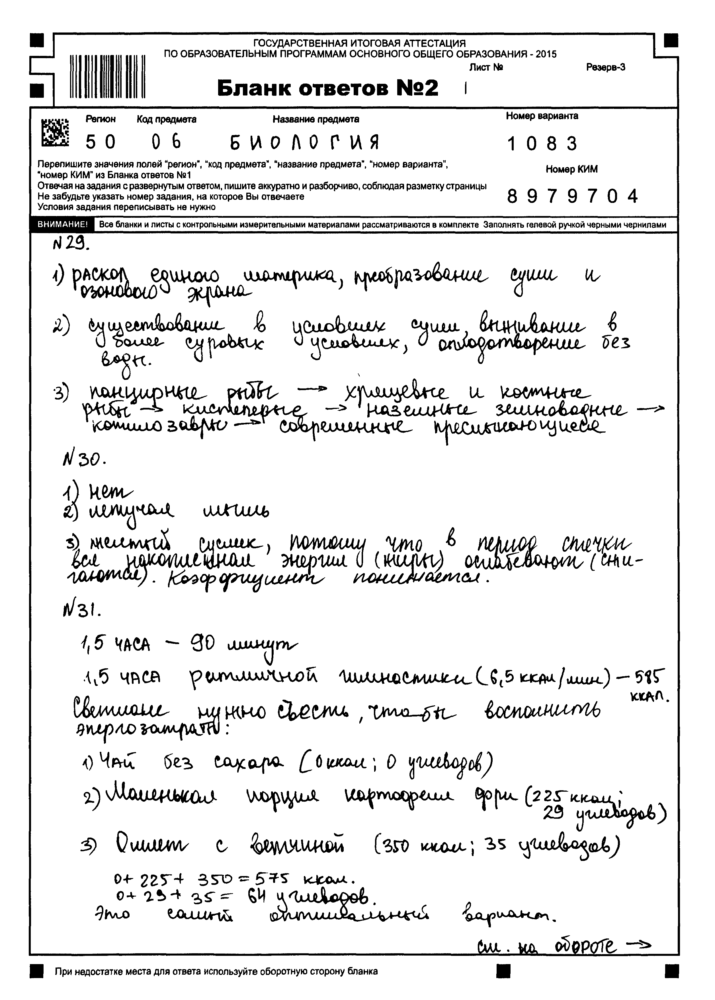 ГОСУДАРСТВЕННАЯ ИТОГОВАЯ АТТЕСТАЦИЯ
ПО ОБРАЗОВАТЕЛЬНЫМ ПРОГРАММАМ ОСНОВНОГО ОБЩЕГО ОБРАЗОВАНИЯ - 2015
Лист № Резерв-3
Бланк ответов №2 1
Регион Код предмета Название предмета Номер варианта
50 06 БИОЛОГИЯ 1083
Перепишите значения полей "регион", "код предмета", "название предмета", "номер варианта",
"номер КИМ" из Бланка ответов №1
Номер КИМ
Отвечая на задания с развернутым ответом, пишите аккуратно и разборчиво, соблюдая разметку страницы
Не забудьте указать номер задания, на которое Вы отвечаете
Условия задания переписывать не нужно
8979704
ВНИМАНИЕ! Все бланки и листы с контрольными измерительными материалами рассматриваются в комплекте Заполнять гелевой ручкой черными чернилами
N29.
1) раскол единого материка, преобразование суши и
озонового экрана
2) существование в условиях суши, выживание в
более суровых условиях, оплодотворение без
воды.
3) панцирные рыбы → хрящевые и костные
рыбы → кистеперые → наземные земноводные →
котилозавры → современные пресмыкающиеся
N30.
1) нет
2) летучая мышь
3) желтый суслик, потому что в период спячки
вся накопленная энергия (жиры) ослабевают (сжи-
гаются). Коэффициент понижается.
N31.
1,5 часа – 90 минут
1,5 часа ритмичной гимнастики (6,5 ккал/мин) – 585
ккал.
Светлане нужно съесть, чтобы восполнить
энергозатраты:
1) Чай без сахара (0 ккал; 0 углеводов)
2) Маленькая порция картофеля фри (225 ккал;
29 углеводов)
3) Омлет с ветчиной (350 ккал; 35 углеводов)
0+ 225+ 350 = 575 ккал.
0+ 29+ 35 = 64 углеводов.
Это самый оптимальный вариант.
см. на обороте →
При недостатке места для ответа используйте оборотную сторону бланка